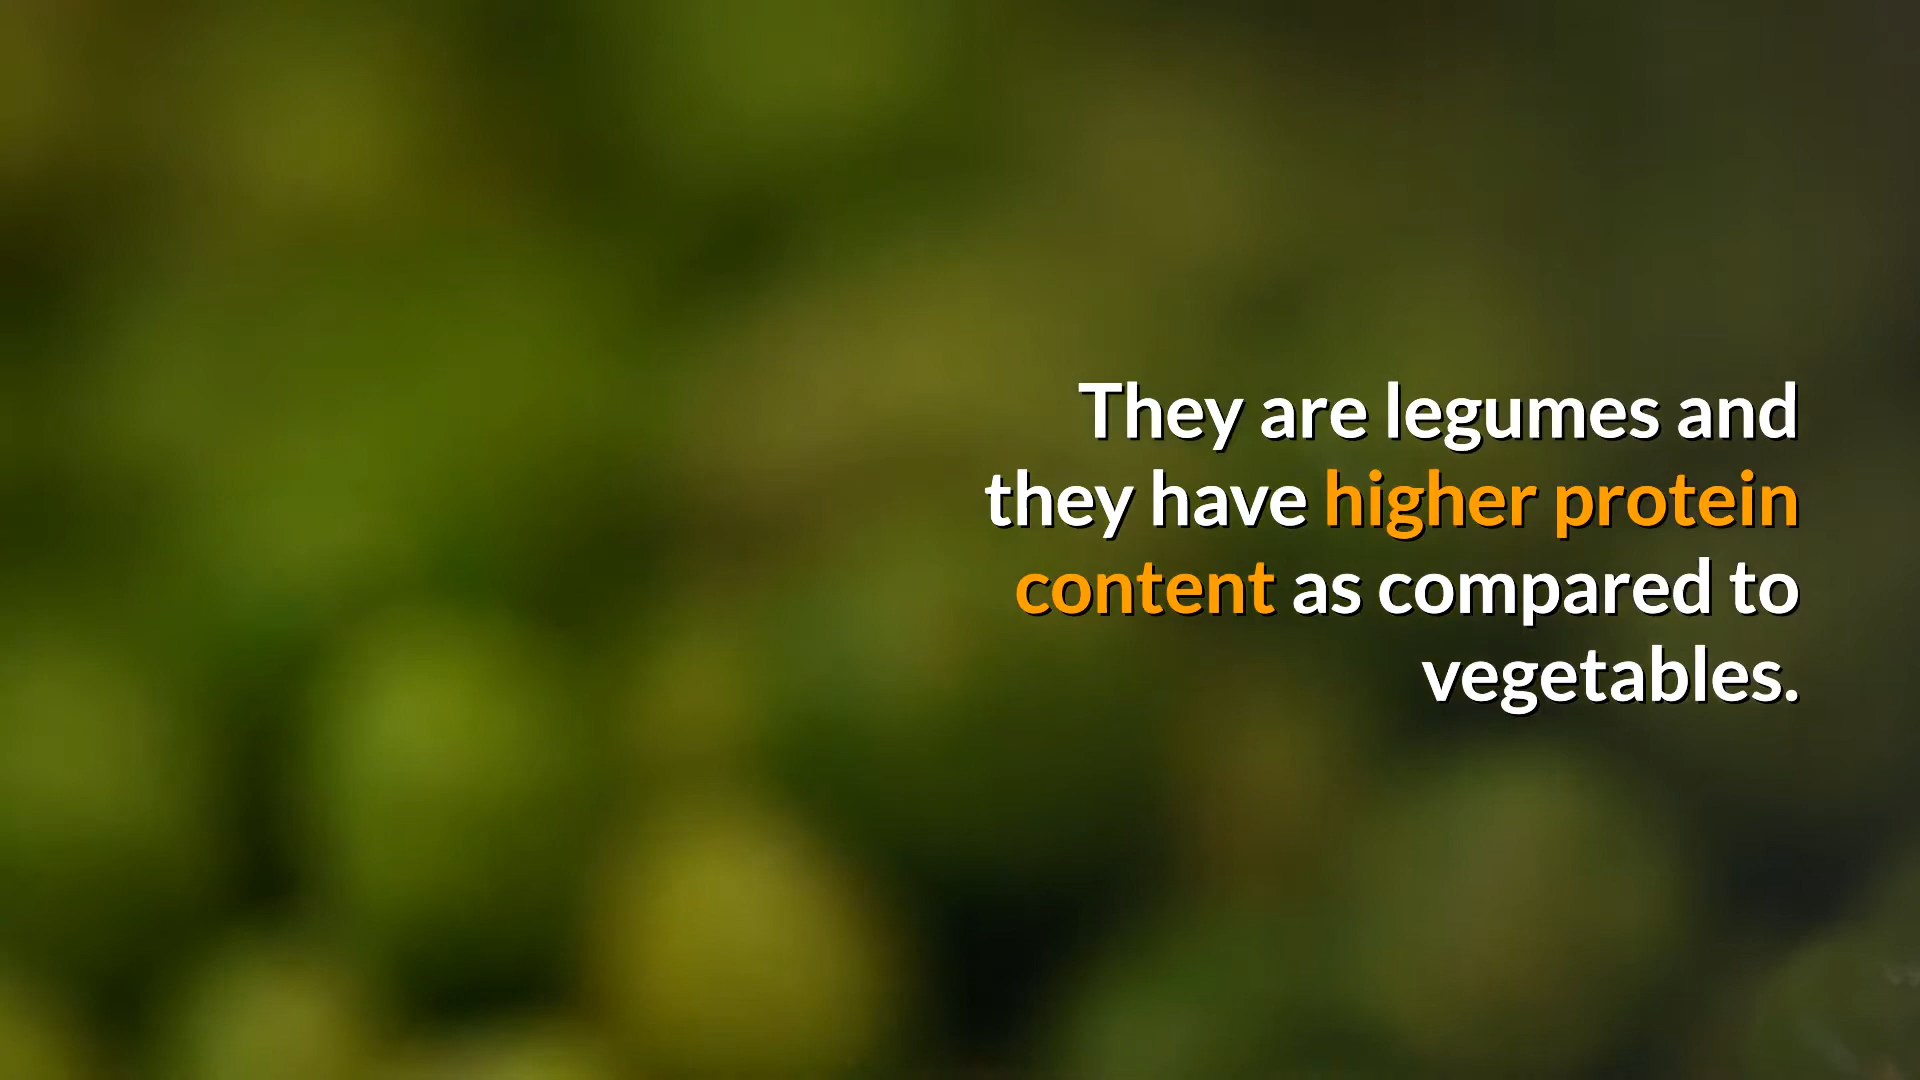 They are legumes and
they have higher protein
content as compared to
vegetables.